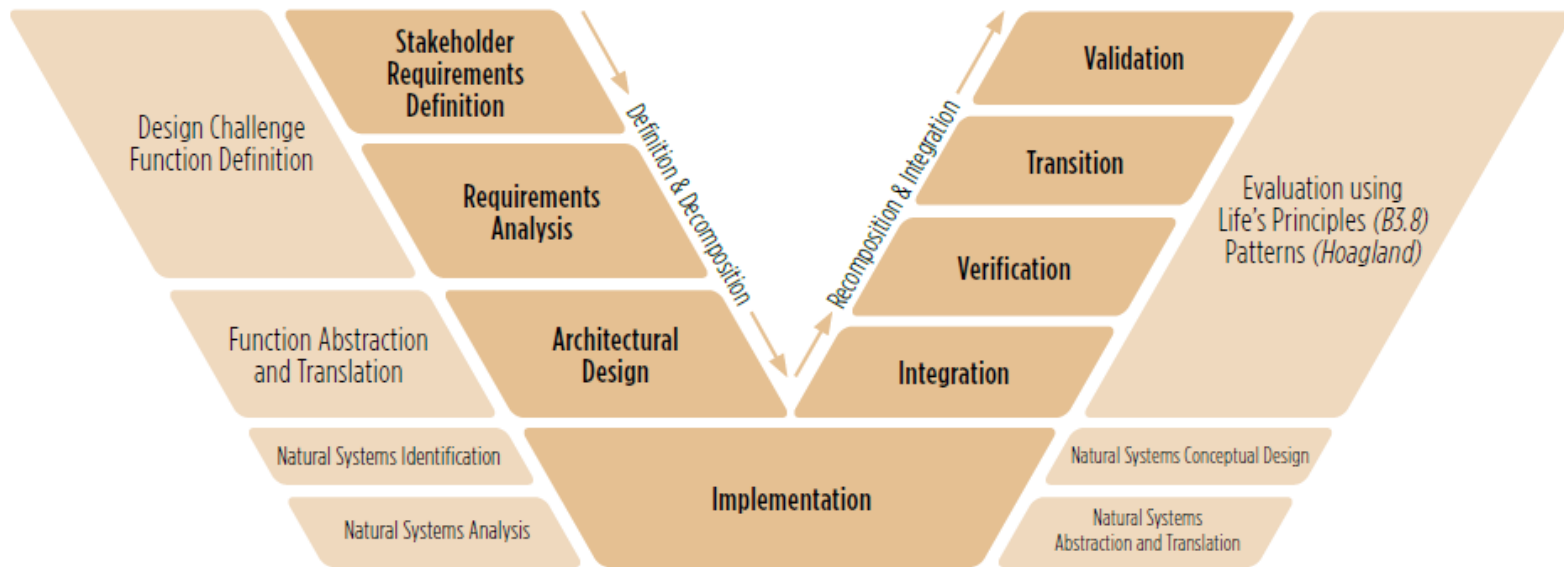 Design Challenge
Function Definition
Function Abstraction
and Translation
Natural Systems Identification
Natural Systems Analysis
Stakeholder
Requirements
Definition
Requirements
Analysis
Architectural
Design
Definition & Decomposition
Implementation
Recomposition & Integration
Validation
Transition
Verification
Integration
Evaluation using
Life’s Principles (B3.8)
Patterns (Hoagland)
Natural Systems Conceptual Design
Natural Systems
Abstraction and Translation